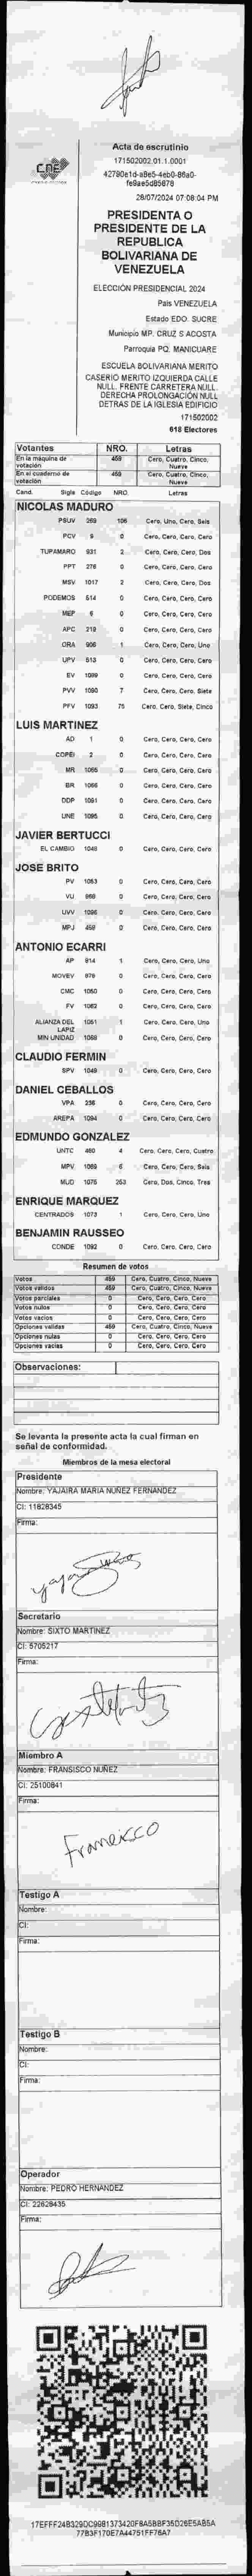 CNE
Acta de escrutinio
171502002.01.1.0001
42790e1d-a8e5-4eb0-86a0-
fe9ae5d85678
28/07/2024 07:08:04 PM
PRESIDENTA O
PRESIDENTE DE LA
REPUBLICA
BOLIVARIANA DE
VENEZUELA
ELECCIÓN PRESIDENCIAL 2024
País VENEZUELA
Estado EDO. SUCRE
Municipio MP. CRUZ S ACOSTA
Parroquia PQ. MANICUARE
ESCUELA BOLIVARIANA MERITO
CASERIO MERITO IZQUIERDA CALLE
NULL. FRENTE CARRETERA NULL.
DERECHA PROLONGACIÓN NULL
DETRAS DE LA IGLESIA EDIFICIO
171502002
618 Electores
Votantes NRO. Letras
En la maquina de votación 459 Cero, Cuatro, Cinco, Nueve
En el cuaderno de votación 459 Cero, Cuatro, Cinco, Nueve
Cand. Sigla Código NRO. Letras
NICOLAS MADURO
PSUV 269 106 Cero, Uno, Cero, Seis
PCV 9 0 Cero, Cero, Cero, Cero
TUPAMARO 931 2 Cero, Cero, Cero, Dos
PPT 276 0 Cero, Cero, Cero, Cero
MSV 1017 2 Cero, Cero, Cero, Dos
PODEMOS 514 0 Cero, Cero, Cero, Cero
MEP 6 0 Cero, Cero, Cero, Cero
APC 219 0 Cero, Cero, Cero, Cero
ORA 906 1 Cero, Cero, Cero, Uno
UPV 513 0 Cero, Cero, Cero, Cero
EV 1089 0 Cero, Cero, Cero, Cero
PVV 1090 7 Cero, Cero, Cero, Siete
PFV 1093 75 Cero, Cero, Siete, Cinco
LUIS MARTINEZ
AD 1 0 Cero, Cero, Cero, Cero
COPEI 2 0 Cero, Cero, Cero, Cero
MR 1065 0 Cero, Cero, Cero, Cero
BR 1066 0 Cero, Cero, Cero, Cero
DDP 1091 0 Cero, Cero, Cero, Cero
UNE 1095 0 Cero, Cero, Cero, Cero
JAVIER BERTUCCI
EL CAMBIO 1048 0 Cero, Cero, Cero, Cero
JOSE BRITO
PV 1053 0 Cero, Cero, Cero, Cero
VU 968 0 Cero, Cero, Cero, Cero
UVV 1096 0 Cero, Cero, Cero, Cero
MPJ 458 0 Cero, Cero, Cero, Cero
ANTONIO ECARRI
AP 914 1 Cero, Cero, Cero, Uno
MOVEV 979 0 Cero, Cero, Cero, Cero
CMC 1050 0 Cero, Cero, Cero, Cero
FV 1062 0 Cero, Cero, Cero, Cero
ALIANZA DEL LAPIZ 1051 1 Cero, Cero, Cero, Uno
MIN UNIDAD 1068 0 Cero, Cero, Cero, Cero
CLAUDIO FERMIN
SPV 1049 0 Cero, Cero, Cero, Cero
DANIEL CEBALLOS
VPA 236 0 Cero, Cero, Cero, Cero
AREPA 1094 0 Cero, Cero, Cero, Cero
EDMUNDO GONZALEZ
UNTC 460 4 Cero, Cero, Cero, Cuatro
MPV 1069 6 Cero, Cero, Cero, Seis
MUD 1075 253 Cero, Dos, Cinco, Tres
ENRIQUE MARQUEZ
CENTRADOS 1073 1 Cero, Cero, Cero, Uno
BENJAMIN RAUSSEO
CONDE 1092 0 Cero, Cero, Cero, Cero
Resumen de votos
Votos 459 Cero, Cuatro, Cinco, Nueve
Votos validos 459 Cero, Cuatro, Cinco, Nueve
Votos parciales 0 Cero, Cero, Cero, Cero
Votos nulos 0 Cero, Cero, Cero, Cero
Votos vacíos 0 Cero, Cero, Cero, Cero
Opciones validas 459 Cero, Cuatro, Cinco, Nueve
Opciones nulas 0 Cero, Cero, Cero, Cero
Opciones vacias 0 Cero, Cero, Cero, Cero
Observaciones:
Se levanta la presente acta la cual firman en
señal de conformidad.
Miembros de la mesa electoral
Presidente
Nombre: YAJAIRA MARIA NUÑEZ FERNANDEZ
CI: 11828345
Firma:
Secretario
Nombre: SIXTO MARTINEZ
CI: 5705217
Firma:
Miembro A
Nombre: FRANSISCO NUÑEZ
CI: 25100841
Firma:
Francisco
Testigo A
Nombre:
CI:
Firma:
Testigo B
Nombre:
CI:
Firma:
Operador
Nombre: PEDRO HERNANDEZ
CI: 22628435
Firma:
17EFFF24B329DC9981373420F6A5BBF35D26E5AB5A
77B3F170E7A44751FF76A7